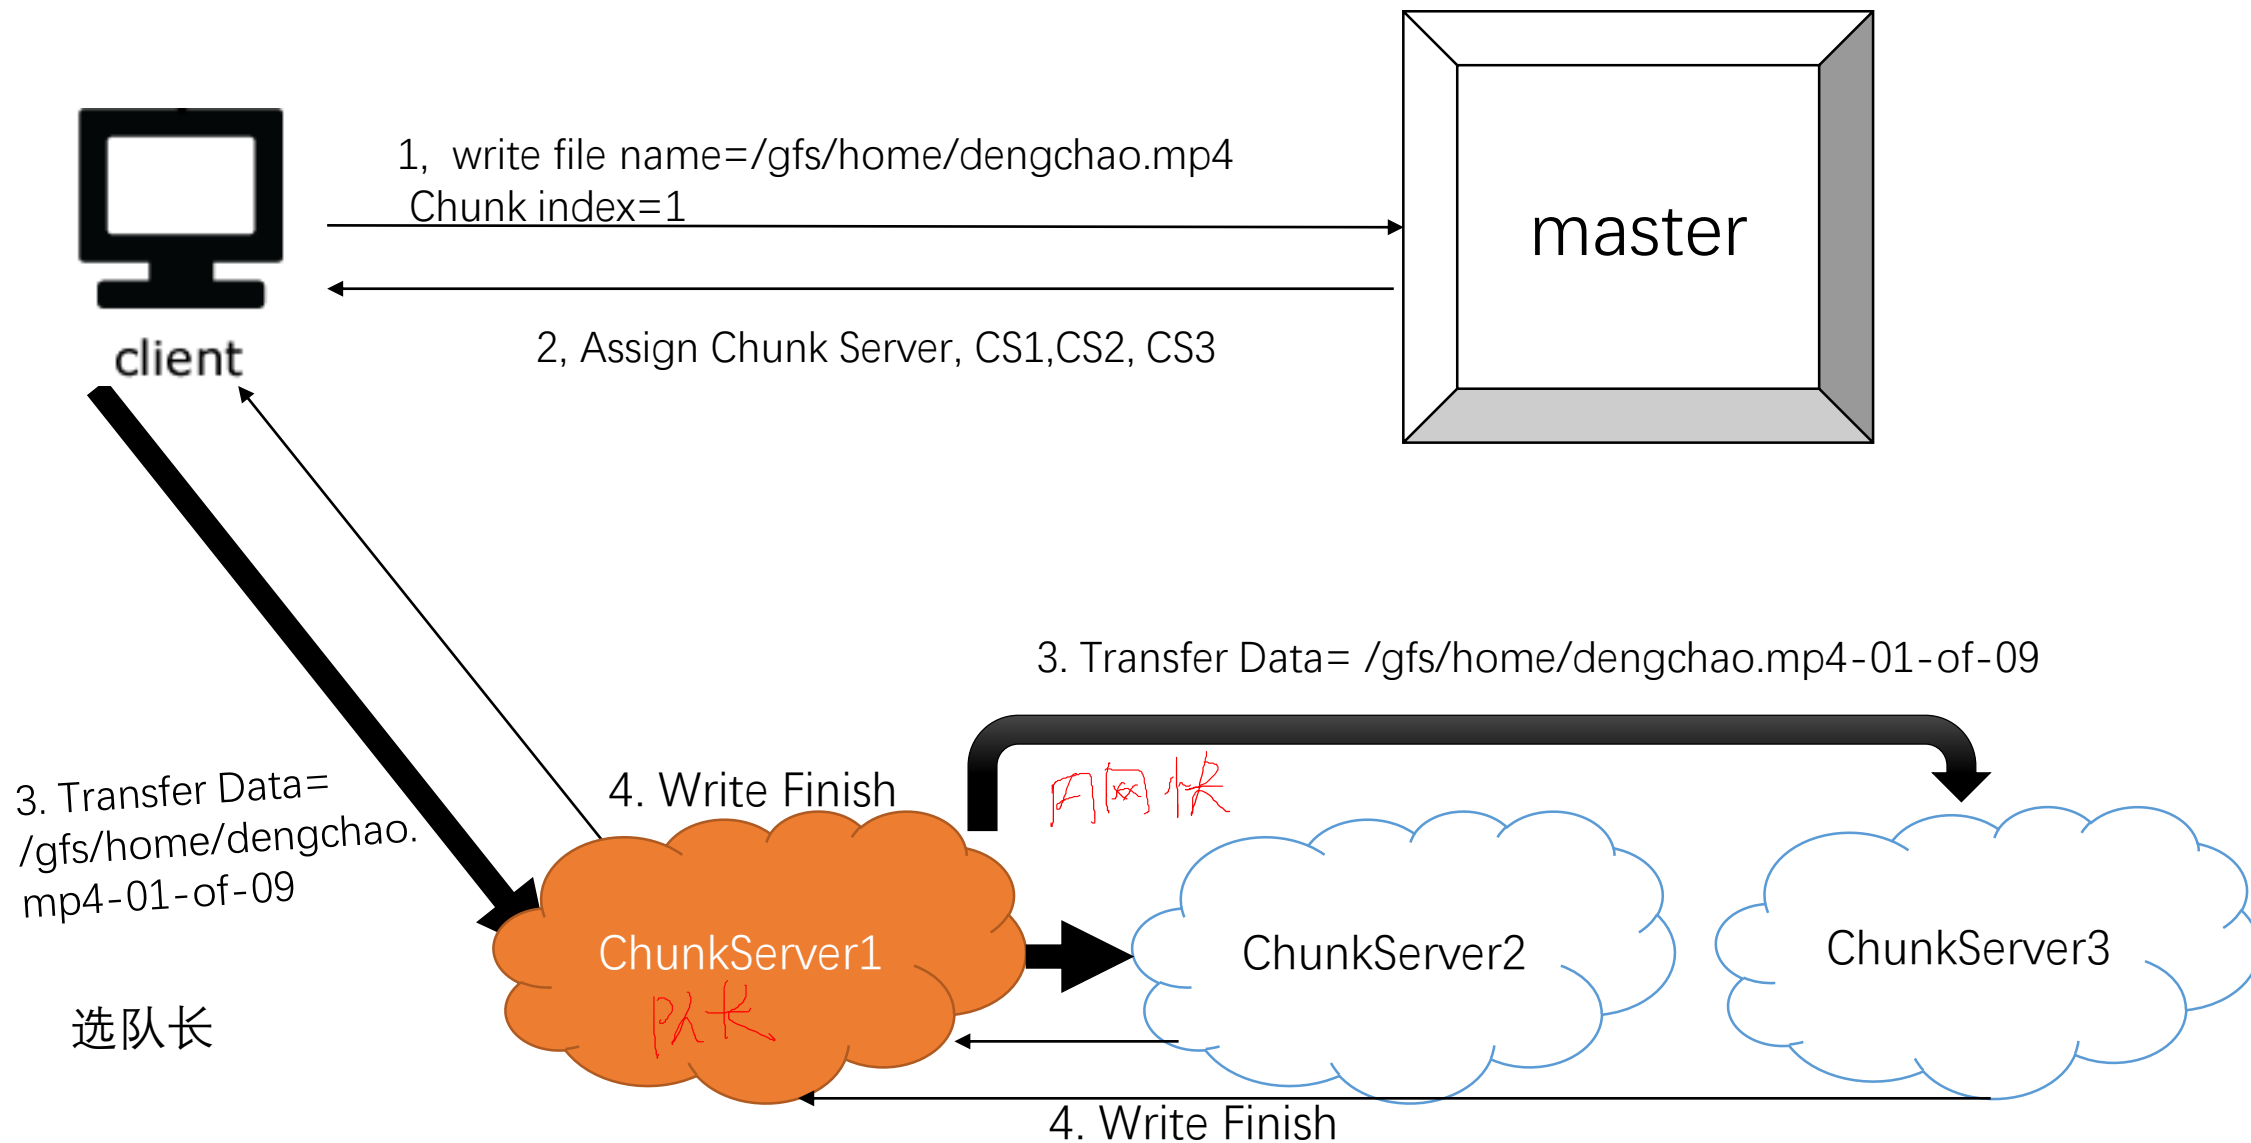 1,  write file name=/gfs/home/dengchao.mp4
Chunk index=1
master
client
2, Assign Chunk Server, CS1,CS2, CS3
3. Transfer Data= /gfs/home/dengchao.mp4-01-of-09
内网快
3. Transfer Data=
/gfs/home/dengchao.
mp4-01-of-09
4. Write Finish
ChunkServer1
队长
ChunkServer2
ChunkServer3
选队长
4. Write Finish